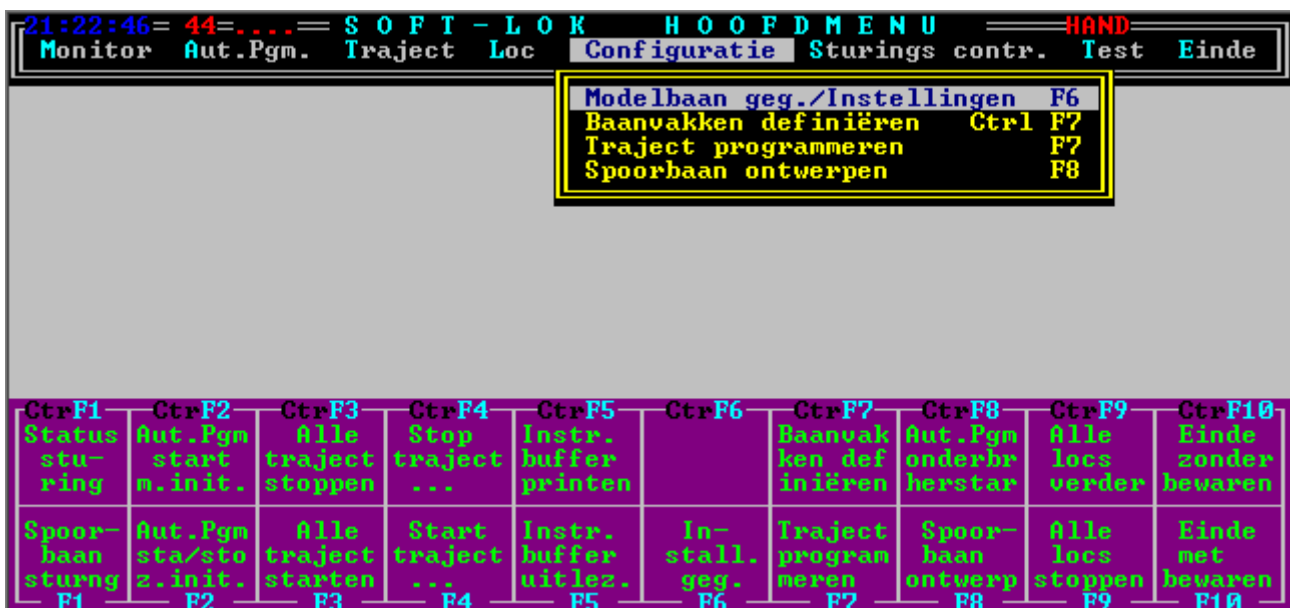 21:22:46= 44=....== S O F T - L O K   H O O F D M E N U ====HAND
Monitor Aut.Pgm. Traject Loc Configuratie Sturings contr. Test Einde
Modelbaan geg./Instellingen F6
Baanvakken definiëren Ctrl F7
Traject programmeren F7
Spoorbaan ontwerpen F8
CtrF1 CtrF2 CtrF3 CtrF4 CtrF5 CtrF6 CtrF7 CtrF8 CtrF9 CtrF10
Status Aut.Pgm Alle Stop Instr. Baanvak Aut.Pgm Alle Einde
stu- start traject traject buffer ken def onderbr locs zonder
ring m.init. stoppen ... printen iniëren herstar verder bewaren
Spoor- Aut.Pgm Alle Start Instr. In- Traject Spoor- Alle Einde
baan sta/sto traject traject buffer stall. program baan locs met
sturng z.init. starten ... uitlez. geg. meren ontwerp stoppen bewaren
F1 F2 F3 F4 F5 F6 F7 F8 F9 F10